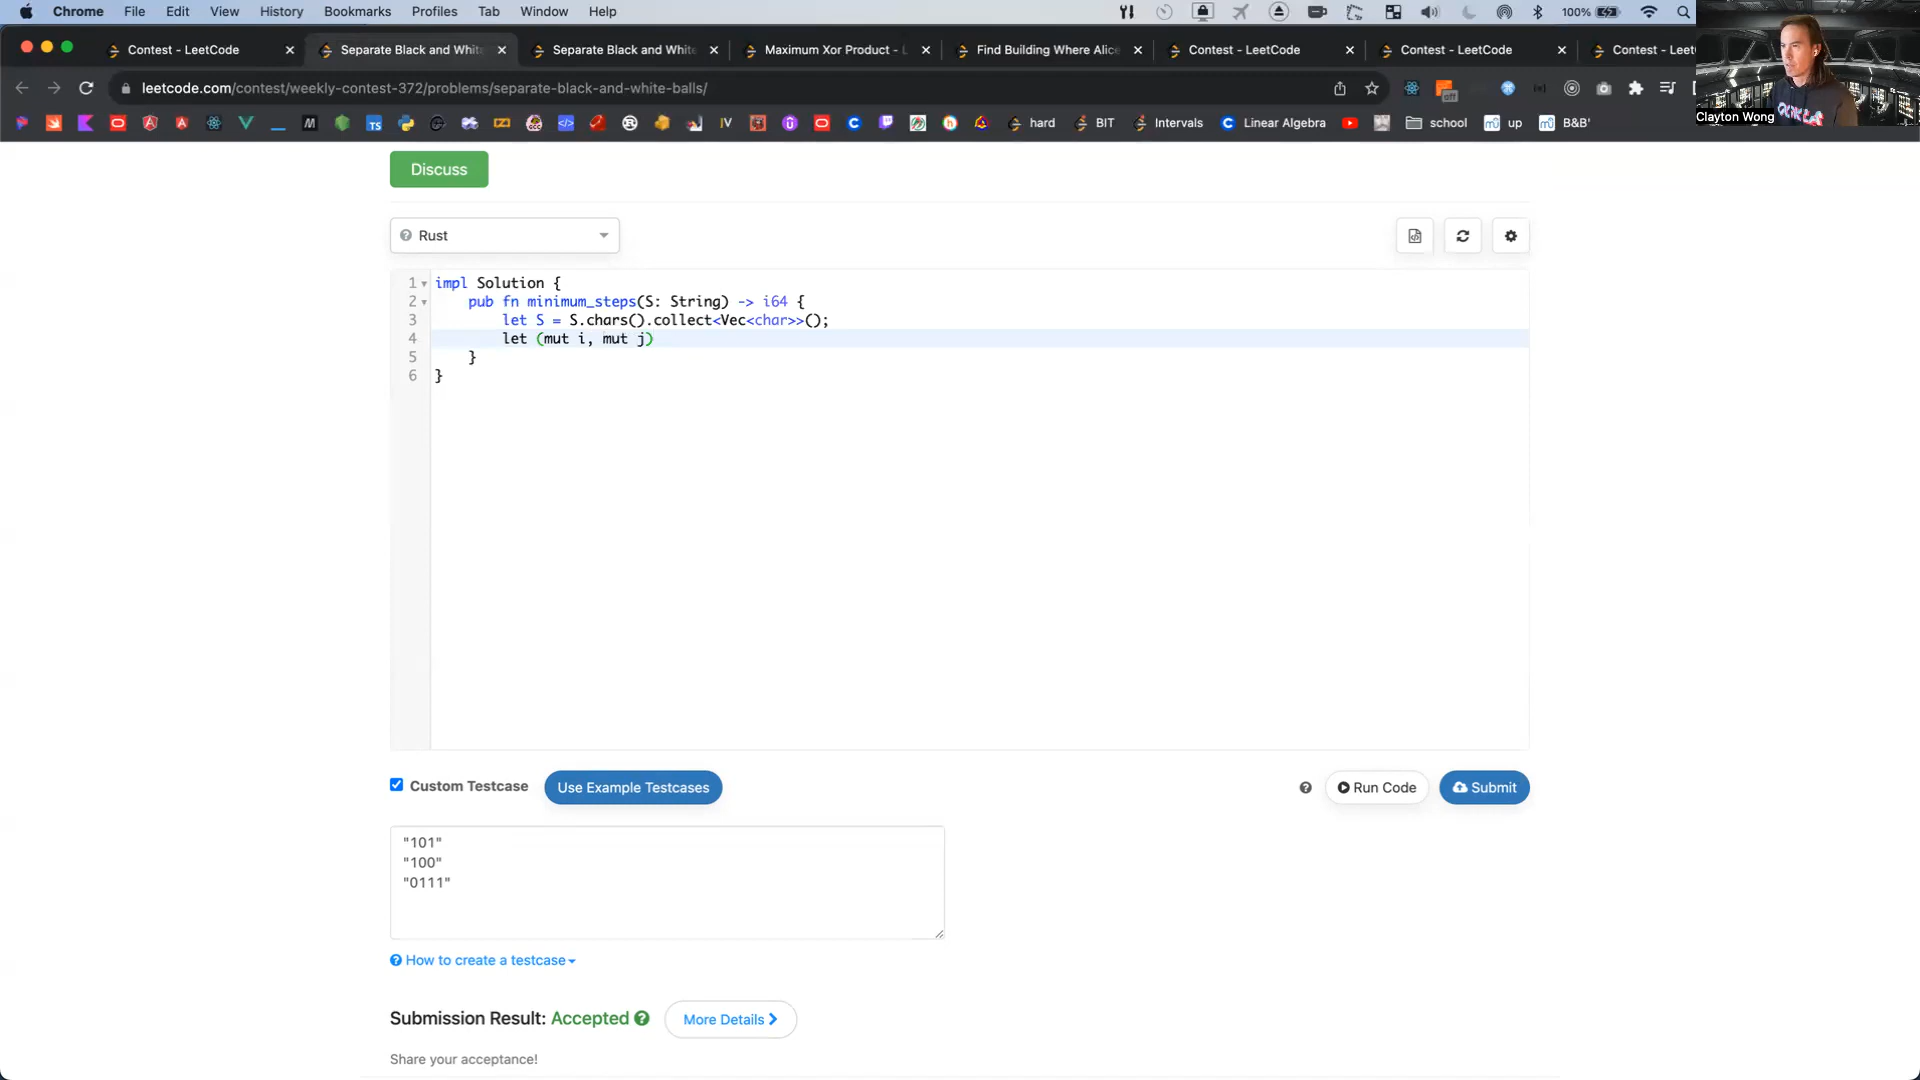 Chrome File Edit View History Bookmarks Profiles Tab Window Help 100%
Contest - LeetCode Separate Black and Whit Separate Black and Whit Maximum Xor Product - L Find Building Where Alice Contest - LeetCode Contest - LeetCode Contest - Leet
leetcode.com/contest/weekly-contest-372/problems/separate-black-and-white-balls/
off
TS IV hard BIT Intervals Linear Algebra school up B&B'
Clayton Wong
Discuss
Rust
1 impl Solution {
2 pub fn minimum_steps(S: String) -> i64 {
3 let S = S.chars().collect<Vec<char>>();
4 let (mut i, mut j)
5 }
6 }
Custom Testcase Use Example Testcases Run Code Submit
"101"
"100"
"0111"
How to create a testcase
Submission Result: Accepted More Details
Share your acceptance!